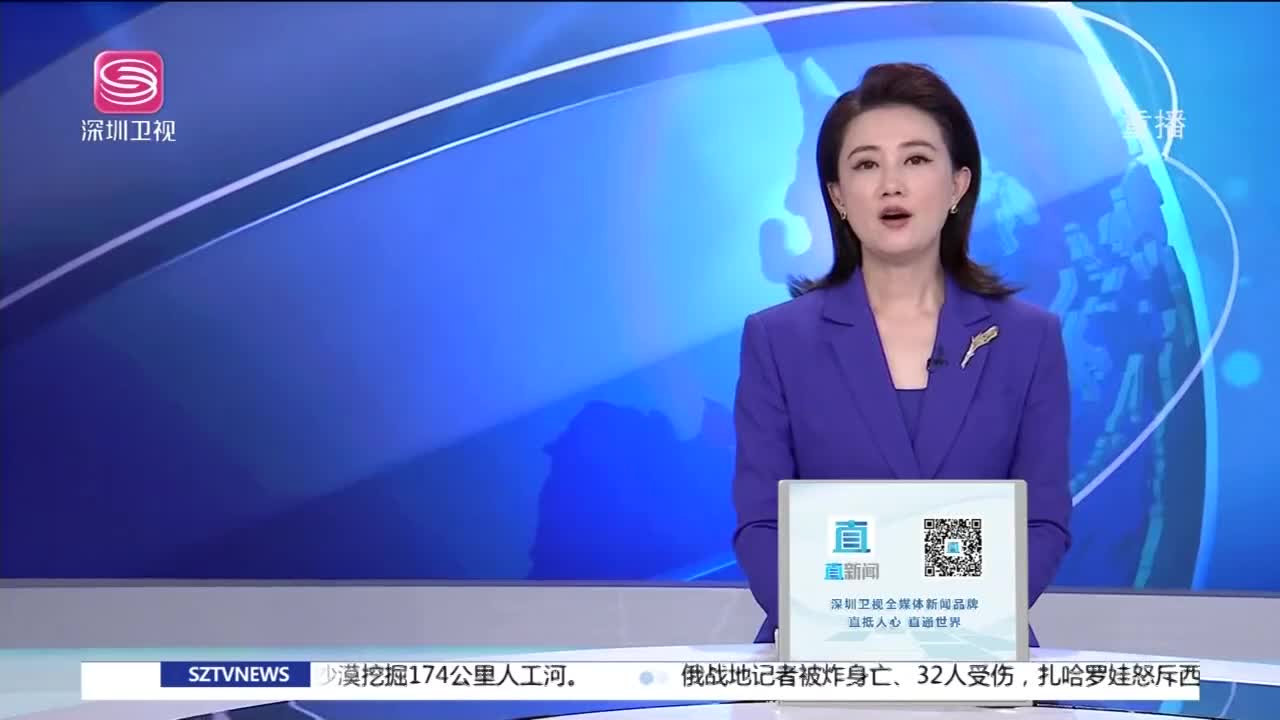 深圳卫视
重播
直
直新闻
深圳卫视全媒体新闻品牌
直抵人心 直通世界
SZTVNEWS
沙漠挖掘174公里人工河。
俄战地记者被炸身亡、32人受伤，扎哈罗娃怒斥西